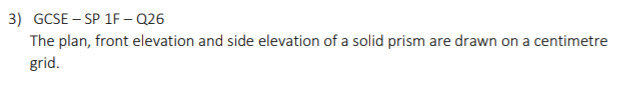 3) GCSE – SP 1F – Q26
The plan, front elevation and side elevation of a solid prism are drawn on a centimetre
grid.